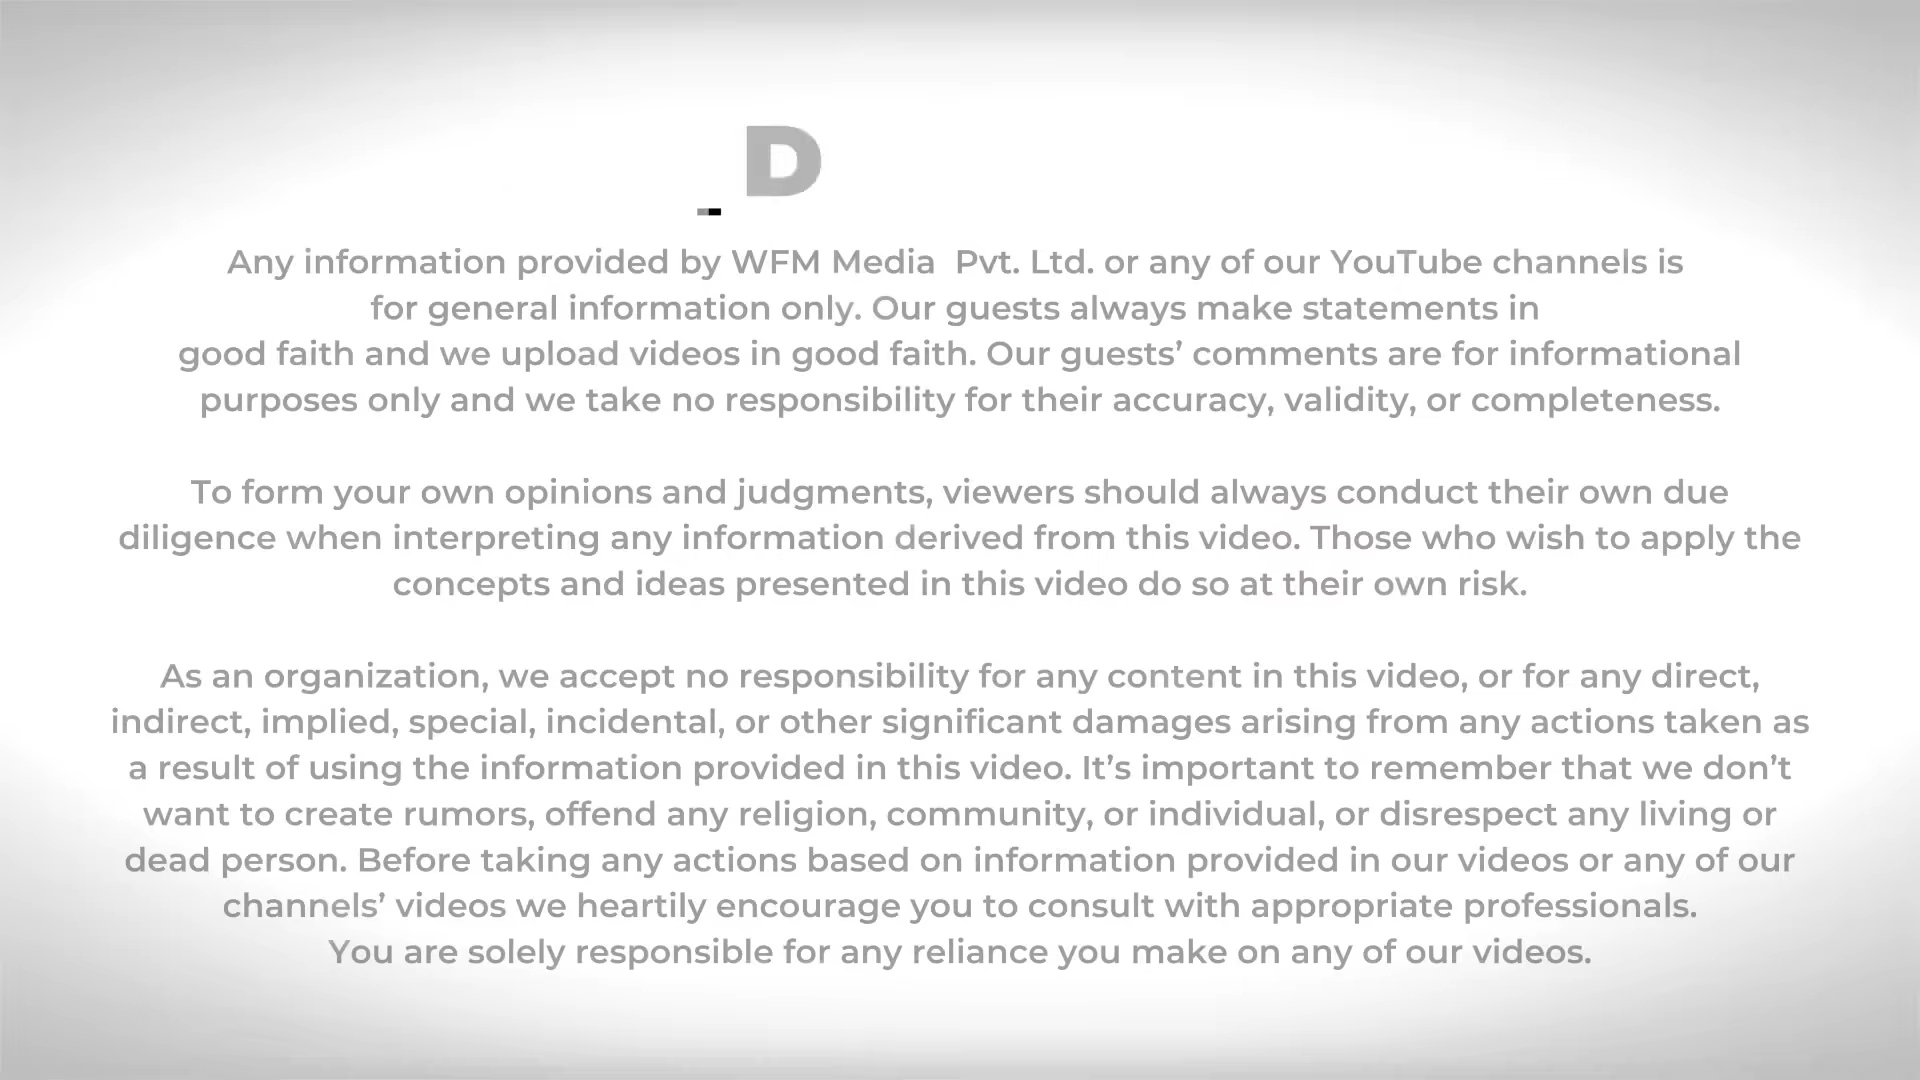 D
Any information provided by WFM Media Pvt. Ltd. or any of our YouTube channels is
for general information only. Our guests always make statements in
good faith and we upload videos in good faith. Our guests’ comments are for informational
purposes only and we take no responsibility for their accuracy, validity, or completeness.
To form your own opinions and judgments, viewers should always conduct their own due
diligence when interpreting any information derived from this video. Those who wish to apply the
concepts and ideas presented in this video do so at their own risk.
As an organization, we accept no responsibility for any content in this video, or for any direct,
indirect, implied, special, incidental, or other significant damages arising from any actions taken as
a result of using the information provided in this video. It’s important to remember that we don’t
want to create rumors, offend any religion, community, or individual, or disrespect any living or
dead person. Before taking any actions based on information provided in our videos or any of our
channels’ videos we heartily encourage you to consult with appropriate professionals.
You are solely responsible for any reliance you make on any of our videos.